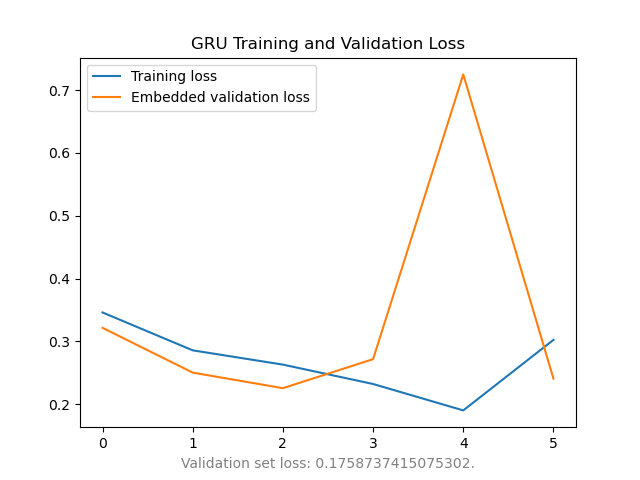 GRU Training and Validation Loss
Training loss
Embedded validation loss
0.7
0.6
0.5
0.4
0.3
0.2
0 1 2 3 4 5
Validation set loss: 0.1758737415075302.